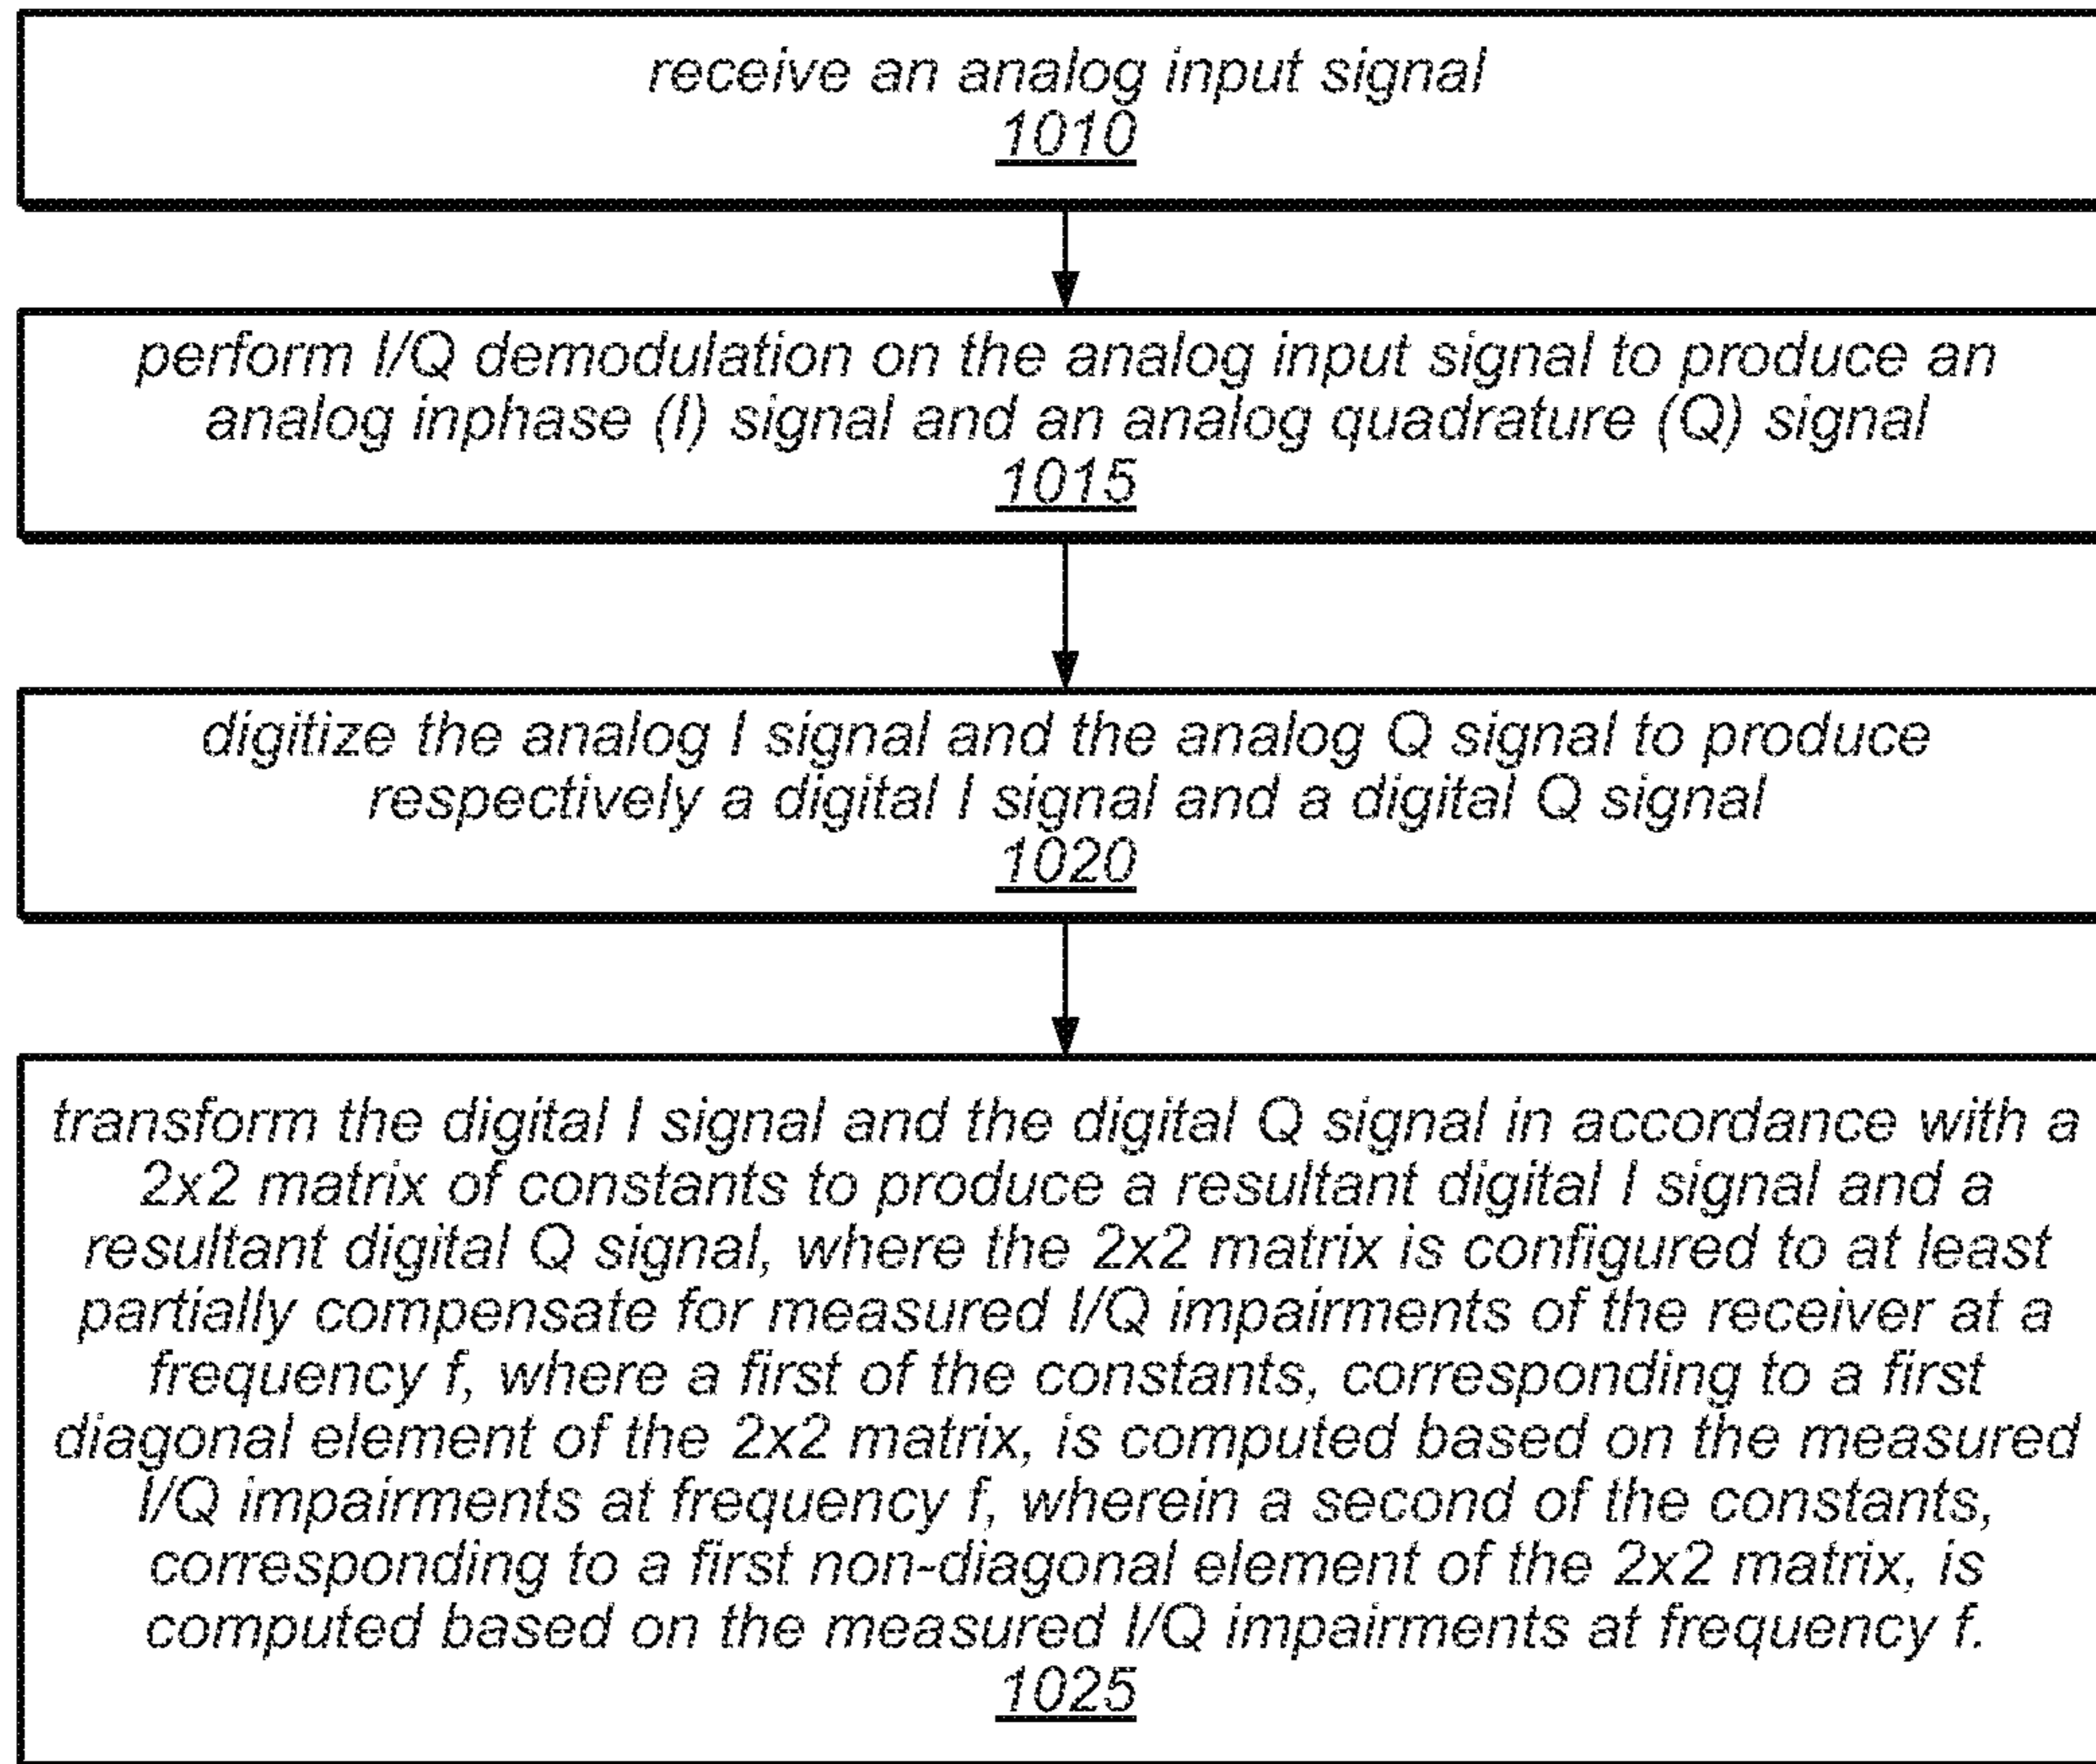 receive an analog input signal
1010
perform I/Q demodulation on the analog input signal to produce an
analog inphase (I) signal and an analog quadrature (Q) signal
1015
digitize the analog I signal and the analog Q signal to produce
respectively a digital I signal and a digital Q signal
1020
transform the digital I signal and the digital Q signal in accordance with a
2x2 matrix of constants to produce a resultant digital I signal and a
resultant digital Q signal, where the 2x2 matrix is configured to at least
partially compensate for measured I/Q impairments of the receiver at a
frequency f, where a first of the constants, corresponding to a first
diagonal element of the 2x2 matrix, is computed based on the measured
I/Q impairments at frequency f, wherein a second of the constants,
corresponding to a first non-diagonal element of the 2x2 matrix, is
computed based on the measured I/Q impairments at frequency f.
1025